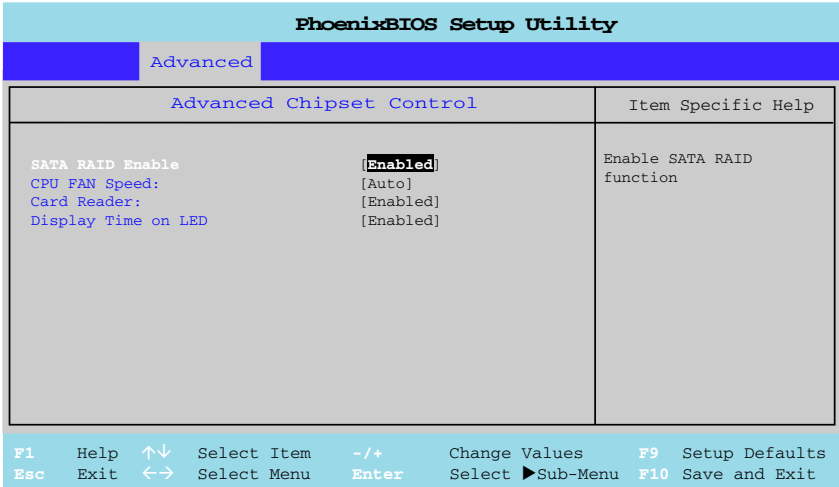 PhoenixBIOS Setup Utility
Advanced
Advanced Chipset Control
Item Specific Help
SATA RAID Enable [Enabled]
CPU FAN Speed: [Auto]
Card Reader: [Enabled]
Display Time on LED [Enabled]
Enable SATA RAID
function
F1 Help ↑↓ Select Item -/+ Change Values F9 Setup Defaults
Esc Exit ←→ Select Menu Enter Select ▶Sub-Menu F10 Save and Exit